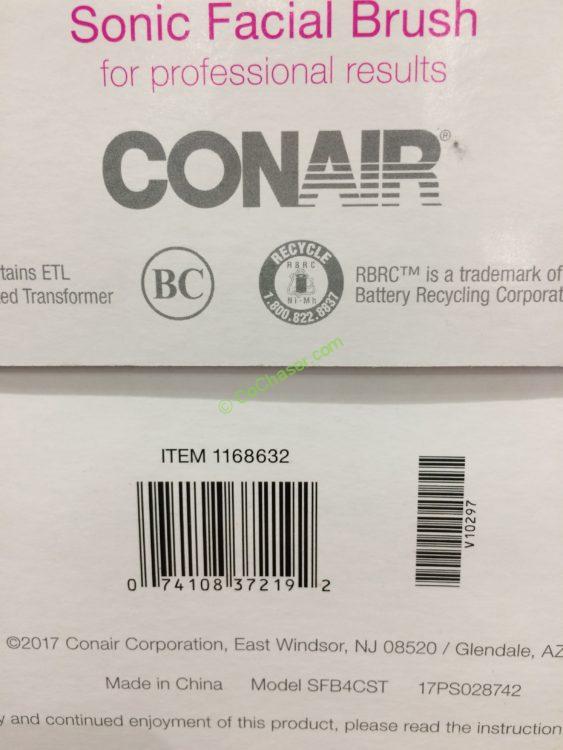 Sonic Facial Brush
for professional results
CONAIR®
tains ETL
ed Transformer
BC
RECYCLE
RBRC
Ni-Mh
1.800.822.8837
RBRC™ is a trademark of
Battery Recycling Corporat
© CoChaser.com
ITEM 1168632
0 74108 37219 2
V10297
©2017 Conair Corporation, East Windsor, NJ 08520 / Glendale, AZ
Made in China Model SFB4CST 17PS028742
y and continued enjoyment of this product, please read the instruction